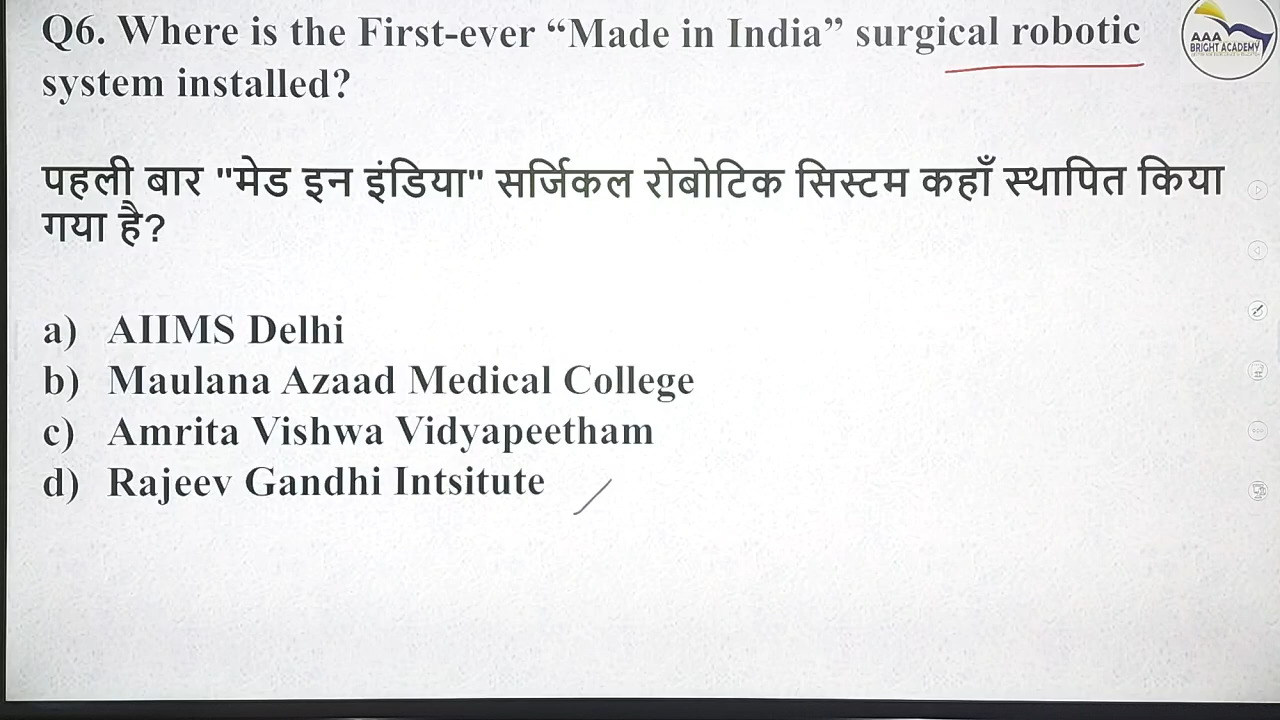 Q6. Where is the First-ever “Made in India” surgical robotic
system installed?
पहली बार "मेड इन इंडिया" सर्जिकल रोबोटिक सिस्टम कहाँ स्थापित किया
गया है?
a) AIIMS Delhi
b) Maulana Azaad Medical College
c) Amrita Vishwa Vidyapeetham
d) Rajeev Gandhi Intsitute
AAA
BRIGHT ACADEMY